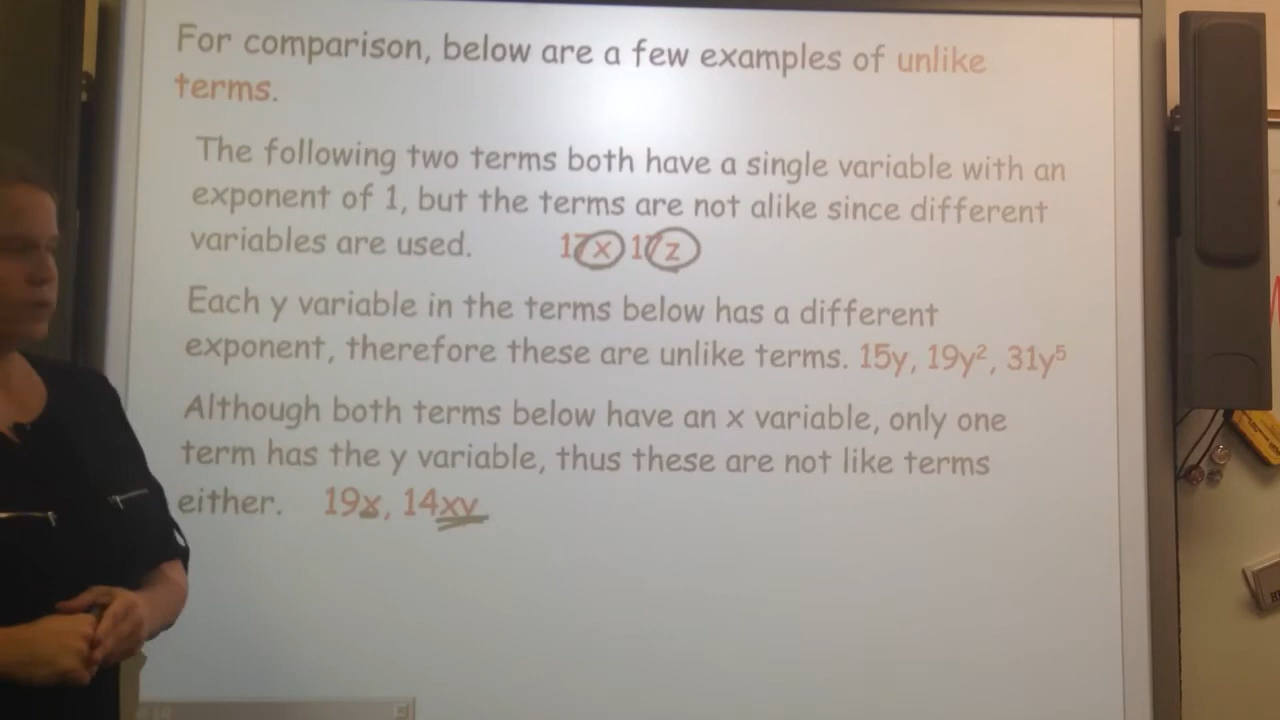 For comparison, below are a few examples of unlike
terms.
The following two terms both have a single variable with an
exponent of 1, but the terms are not alike since different
variables are used. 17x 17z
Each y variable in the terms below has a different
exponent, therefore these are unlike terms. 15y, 19y², 31y⁵
Although both terms below have an x variable, only one
term has the y variable, thus these are not like terms
either. 19x, 14xy